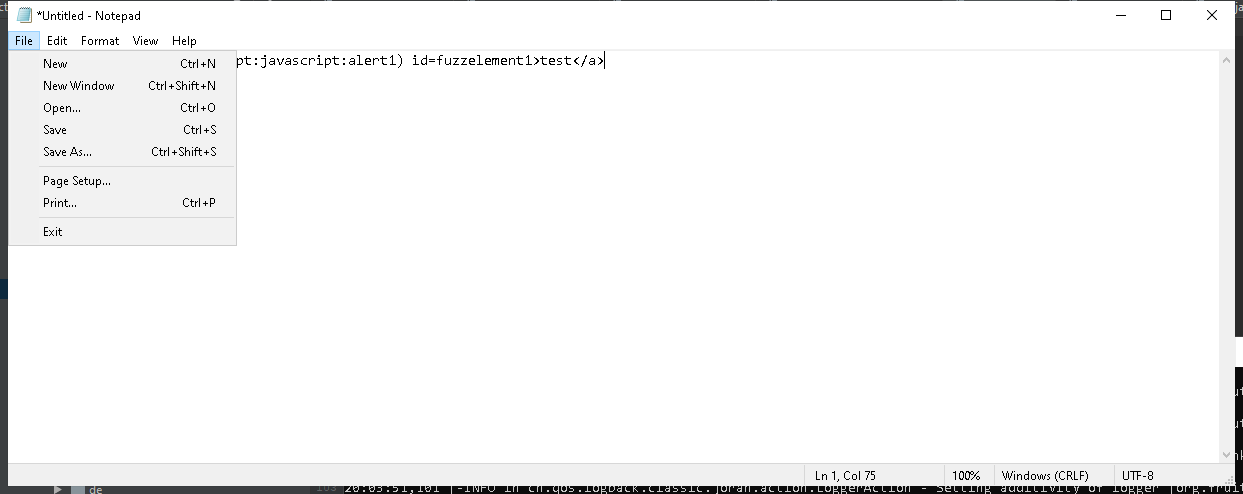 *Untitled - Notepad
File Edit Format View Help
pt:javascript:alert1) id=fuzzelement1>test</a>
New Ctrl+N
New Window Ctrl+Shift+N
Open... Ctrl+O
Save Ctrl+S
Save As... Ctrl+Shift+S
Page Setup...
Print... Ctrl+P
Exit
Ln 1, Col 75 100% Windows (CRLF) UTF-8
de 20:03:51,101 |-INFO in ch.qos.logback.classic.joran.action.LoggerAction - Setting additivity of logger